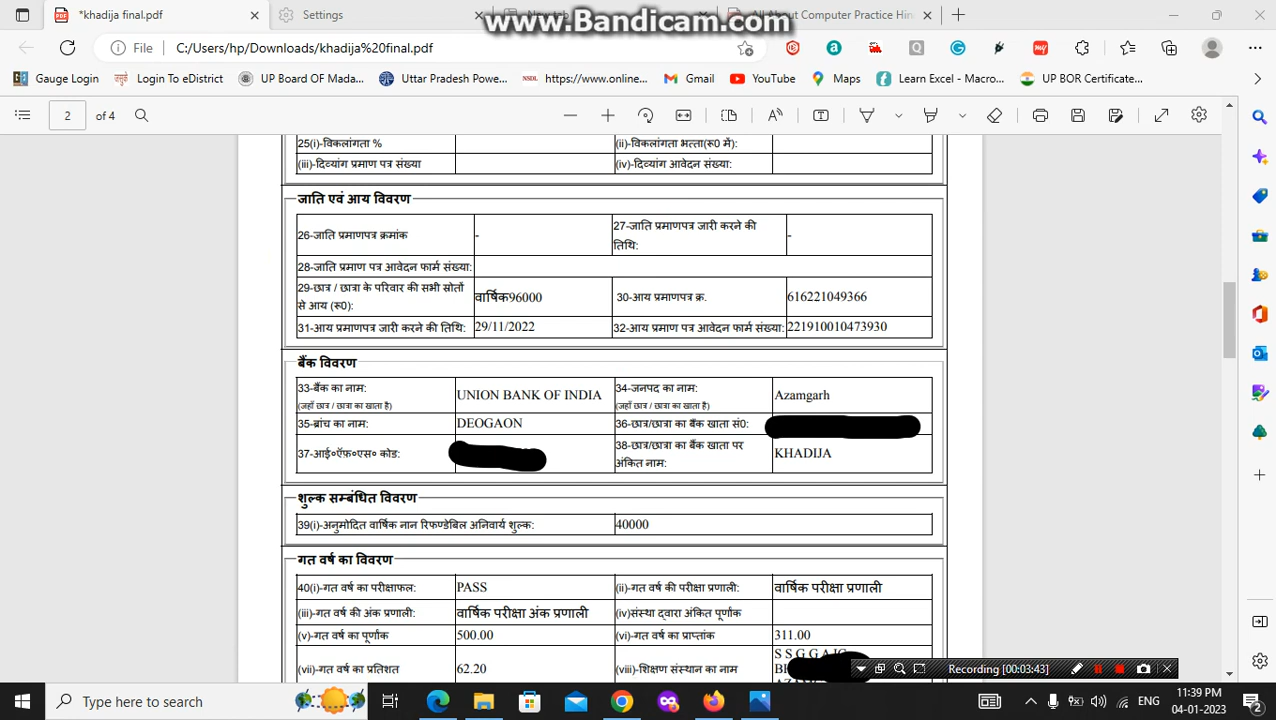 *khadija final.pdf
Settings
www.Bandicam.com
All About Computer Practice Hin
File
C:/Users/hp/Downloads/khadija%20final.pdf
Gauge Login
Login To eDistrict
UP Board OF Mada...
Uttar Pradesh Powe...
NSDL
https://www.online...
Gmail
YouTube
Maps
Learn Excel - Macro...
UP BOR Certificate...
2 of 4
25(i)-विकलांगता %
(ii)-विकलांगता भत्ता(रू0 में):
(iii)-दिव्यांग प्रमाण पत्र संख्या
(iv)-दिव्यांग आवेदन संख्या:
जाति एवं आय विवरण
26-जाति प्रमाणपत्र क्रमांक
-
27-जाति प्रमाणपत्र जारी करने की
तिथि:
-
28-जाति प्रमाण पत्र आवेदन फार्म संख्या:
29-छात्र / छात्रा के परिवार की सभी स्रोतों
से आय (रू0):
वार्षिक96000
30-आय प्रमाणपत्र क्र.
616221049366
31-आय प्रमाणपत्र जारी करने की तिथि:
29/11/2022
32-आय प्रमाण पत्र आवेदन फार्म संख्या:
221910010473930
बैंक विवरण
33-बैंक का नाम:
(जहाँ छात्र / छात्रा का खाता है)
UNION BANK OF INDIA
34-जनपद का नाम:
(जहाँ छात्र / छात्रा का खाता है)
Azamgarh
35-ब्रांच का नाम:
DEOGAON
36-छात्र/छात्रा का बैंक खाता सं0:
37-आई०ऍफ़०एस० कोड:
38-छात्र/छात्रा का बैंक खाता पर
अंकित नाम:
KHADIJA
शुल्क सम्बंधित विवरण
39(i)-अनुमोदित वार्षिक नान रिफण्डेबिल अनिवार्य शुल्क:
40000
गत वर्ष का विवरण
40(i)-गत वर्ष का परीक्षाफल:
PASS
(ii)-गत वर्ष की परीक्षा प्रणाली:
वार्षिक परीक्षा प्रणाली
(iii)-गत वर्ष की अंक प्रणाली:
वार्षिक परीक्षा अंक प्रणाली
(iv)संस्था द्वारा अंकित पूर्णांक
(v)-गत वर्ष का पूर्णांक
500.00
(vi)-गत वर्ष का प्राप्तांक
311.00
(vii)-गत वर्ष का प्रतिशत
62.20
(viii)-शिक्षण संस्थान का नाम
S S G G A
Recording [00:03:43]
Type here to search
ENG
11:39 PM
04-01-2023
2